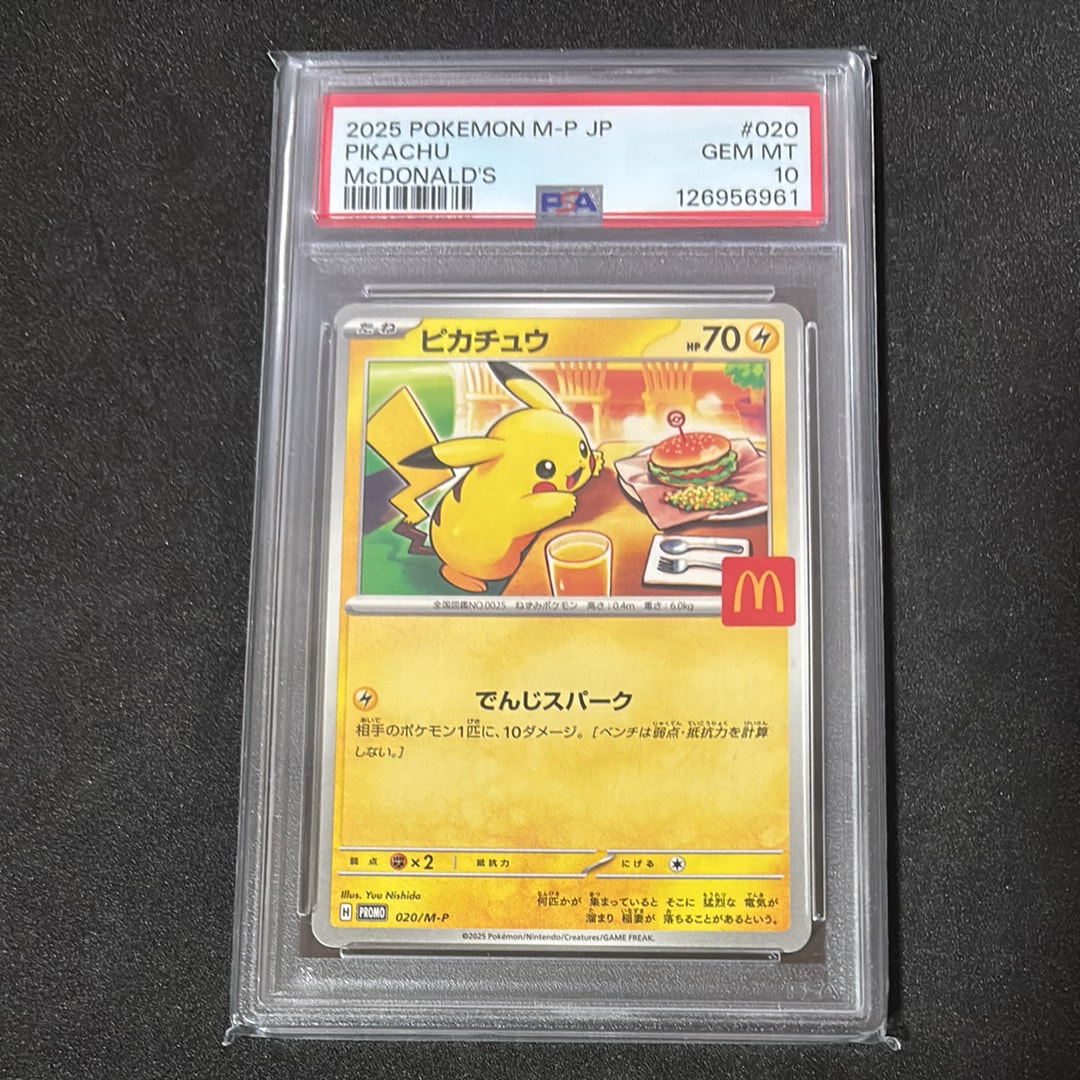 2025 POKEMON M-P JP #020
PIKACHU GEM MT
McDONALD'S 10
PSA 126956961
たね ピカチュウ HP70
全国図鑑NO.0025 ねずみポケモン 高さ:0.4m 重さ:6.0kg
でんじスパーク
相手のポケモン1匹に、10ダメージ。[ベンチは弱点・抵抗力を計算
しない。]
弱点 ×2 抵抗力 にげる
Illus. Yuu Nishida
何匹かが 集まっていると そこに 猛烈な 電気が
溜まり 稲妻が 落ちることがあるという。
H PROMO 020/M-P
©2025 Pokémon/Nintendo/Creatures/GAME FREAK.